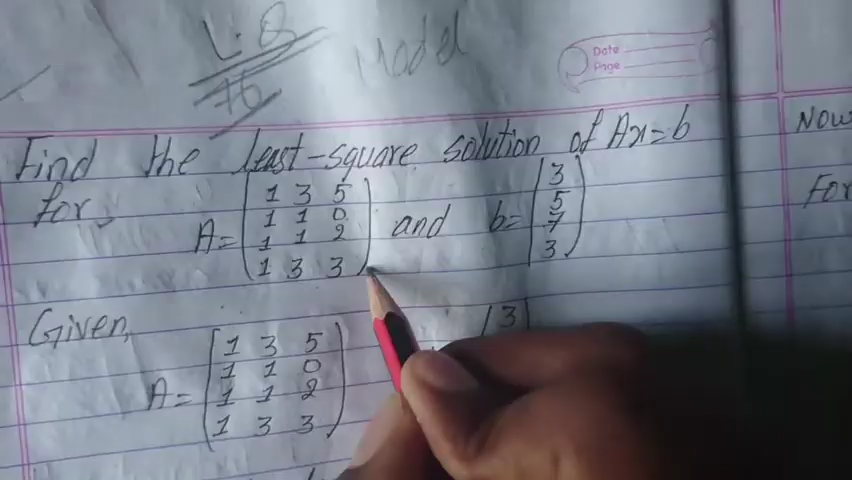 L.Q
76
Model
Date
Page
Find the least-square solution of Ax=b
for, A= (1 3 5 and b= (3
1 1 0 5
1 1 2 7
1 3 3) 3)
Given,
A= [1 3 5 (3
1 1 0
1 1 2
1 3 3)
Now
For